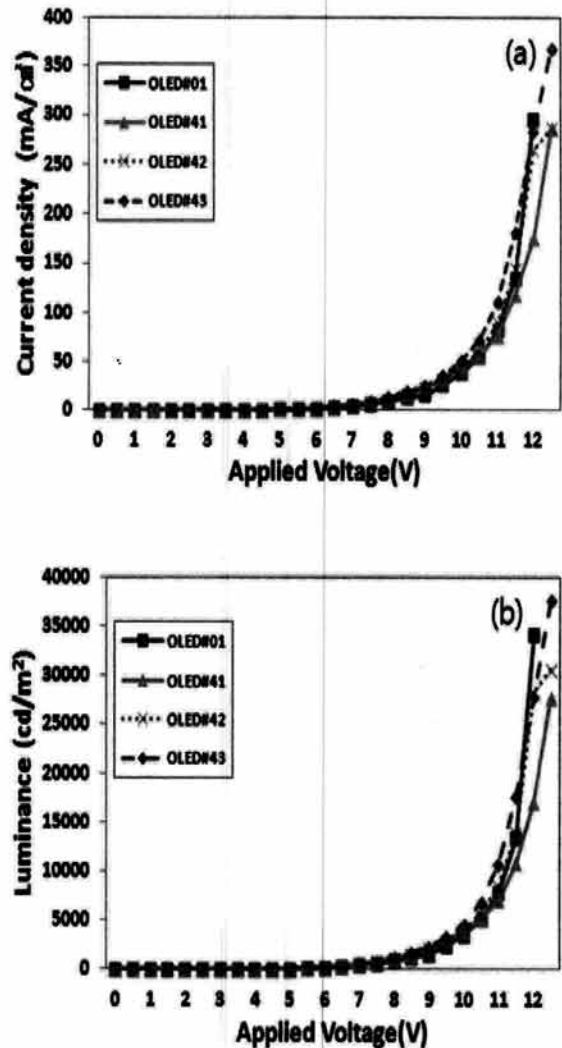 400
350
300
250
200
150
100
50
0
Current density (mA/㎠)
(a)
OLED#01
OLED#41
OLED#42
OLED#43
0 1 2 3 4 5 6 7 8 9 10 11 12
Applied Voltage(V)
40000
35000
30000
25000
20000
15000
10000
5000
0
Luminance (cd/m²)
(b)
OLED#01
OLED#41
OLED#42
OLED#43
0 1 2 3 4 5 6 7 8 9 10 11 12
Applied Voltage(V)